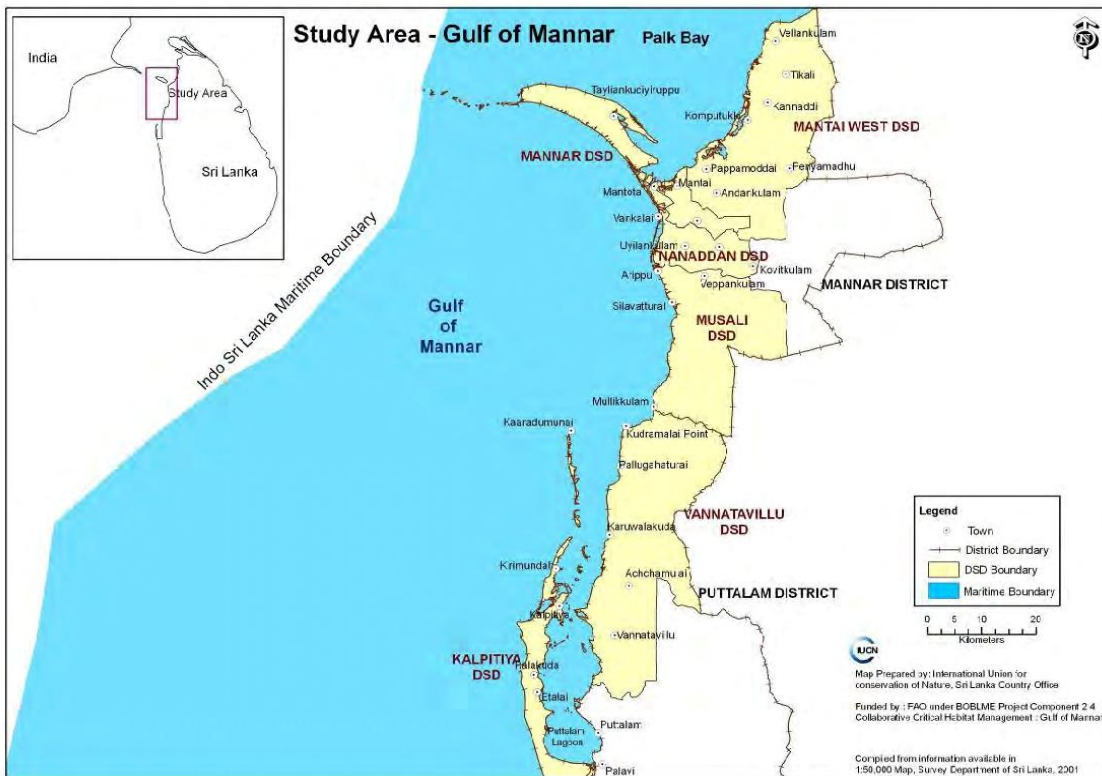 Study Area - Gulf of Mannar
Palk Bay
India
Study Area
Sri Lanka
Vellankulam
Tikali
Kannaddi
Komputukki
MANTAI WEST DSD
Tayliankuciyiruppu
MANNAR DSD
Pappamoddai
Periyamadhu
Mantai
Mantota
Andankulam
Vankalai
Uyilankulam
NANADDAN DSD
Kovitkulam
Arippu
Veppankulam
MANNAR DISTRICT
Silavatturai
MUSALI
DSD
Indo Sri Lanka Maritime Boundary
Gulf
of
Mannar
Mullikkulam
Kaaradumunai
Kudramalai Point
Pallugahaturai
VANNATAVILLU
DSD
Karuwalakuda
Kirimundal
Achchamulai
PUTTALAM DISTRICT
Kalpitiya
Vannatavillu
KALPITIYA
DSD
Palakuda
Etalai
Puttalam
Puttalam
Lagoon
Palavi
Legend
Town
District Boundary
DSD Boundary
Maritime Boundary
0 5 10 20
Kilometers
IUCN
Map Prepared by: International Union for
conservation of Nature, Sri Lanka Country Office
Funded by : FAO under BOBLME Project Component 2.4
Collaborative Critical Habitat Management : Gulf of Mannar
Compiled from information available in
1:50,000 Map, Survey Department of Sri Lanka, 2001
N